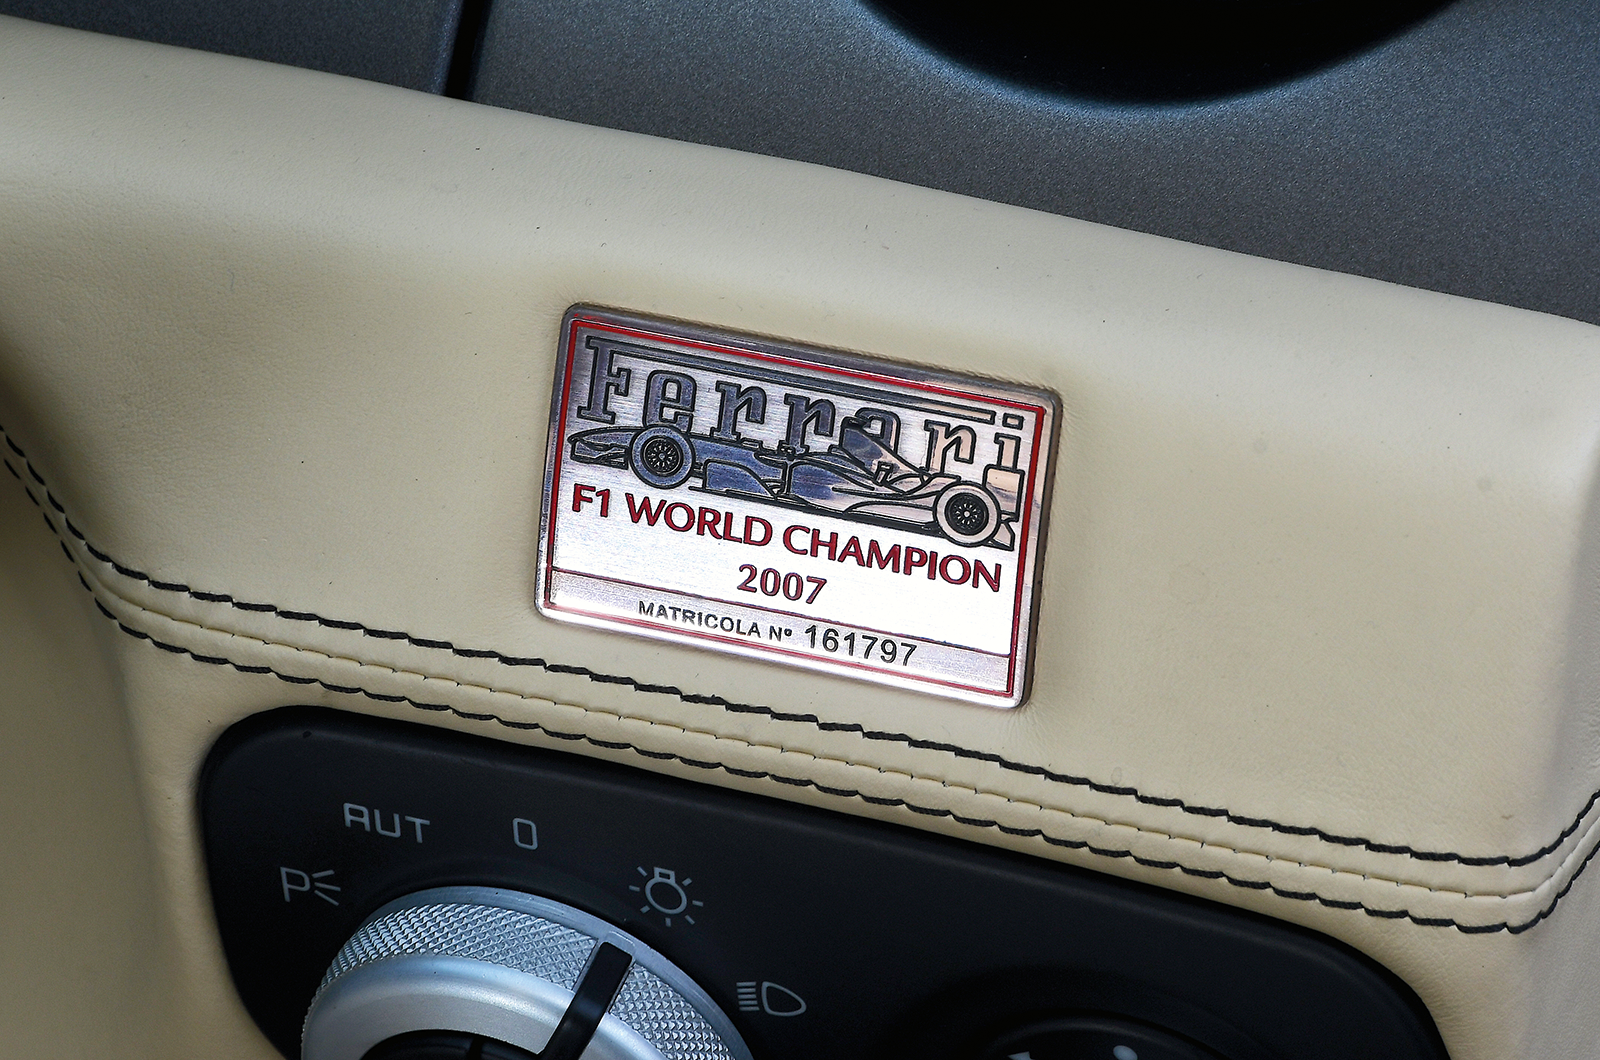 Ferrari
F1 WORLD CHAMPION
2007
MATRICOLA Nº 161797
AUT 0
P